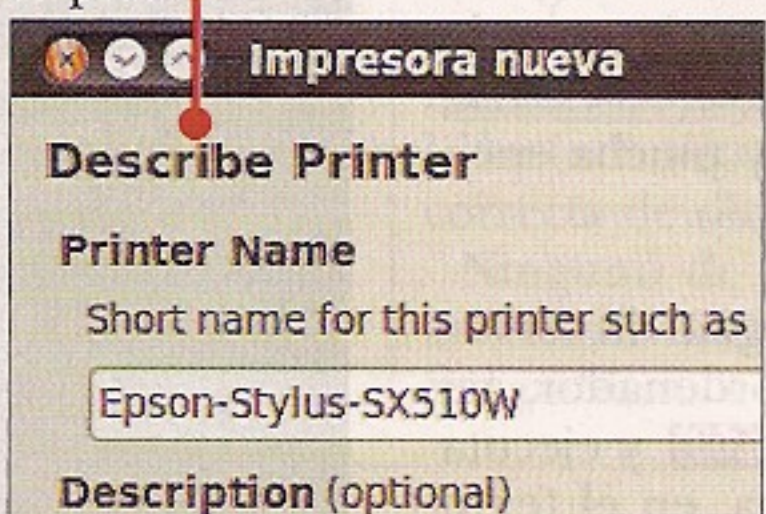 Impresora nueva
Describe Printer
Printer Name
Short name for this printer such as
Epson-Stylus-SX510W
Description (optional)